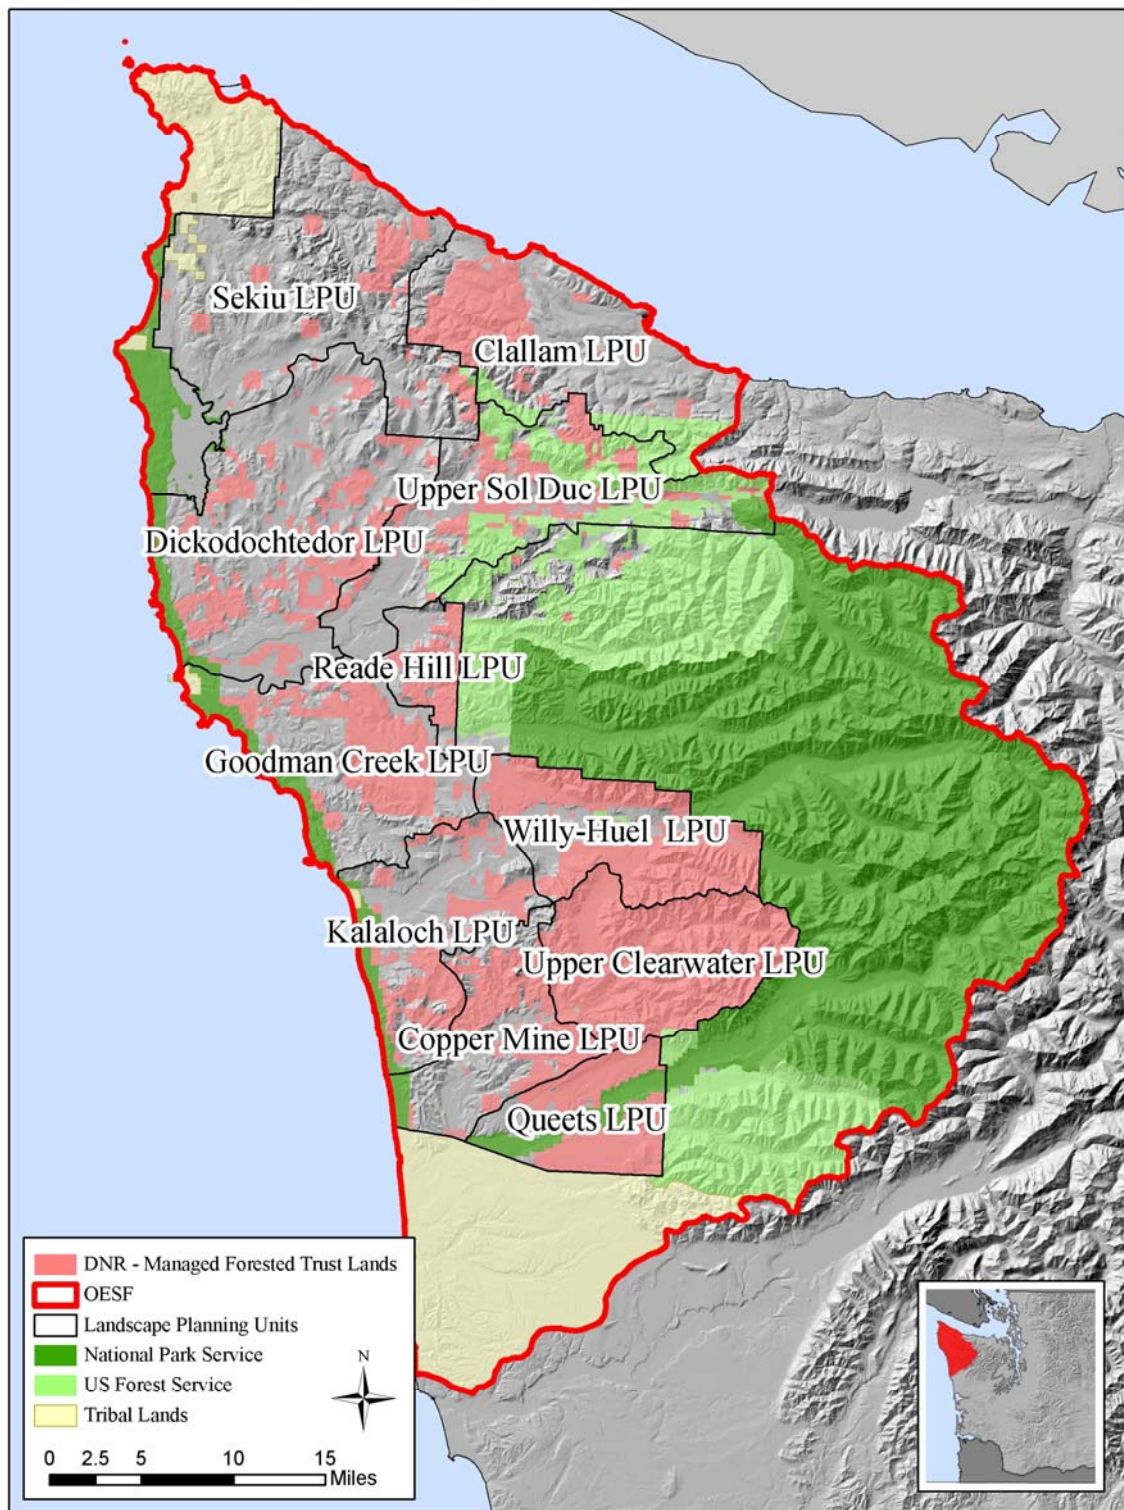 Sekiu LPU
Clallam LPU
Upper Sol Duc LPU
Dickodochtedor LPU
Reade Hill LPU
Goodman Creek LPU
Willy-Huel LPU
Kalaloch LPU
Upper Clearwater LPU
Copper Mine LPU
Queets LPU
DNR - Managed Forested Trust Lands
OESF
Landscape Planning Units
National Park Service
US Forest Service
Tribal Lands
N
0 2.5 5 10 15
Miles